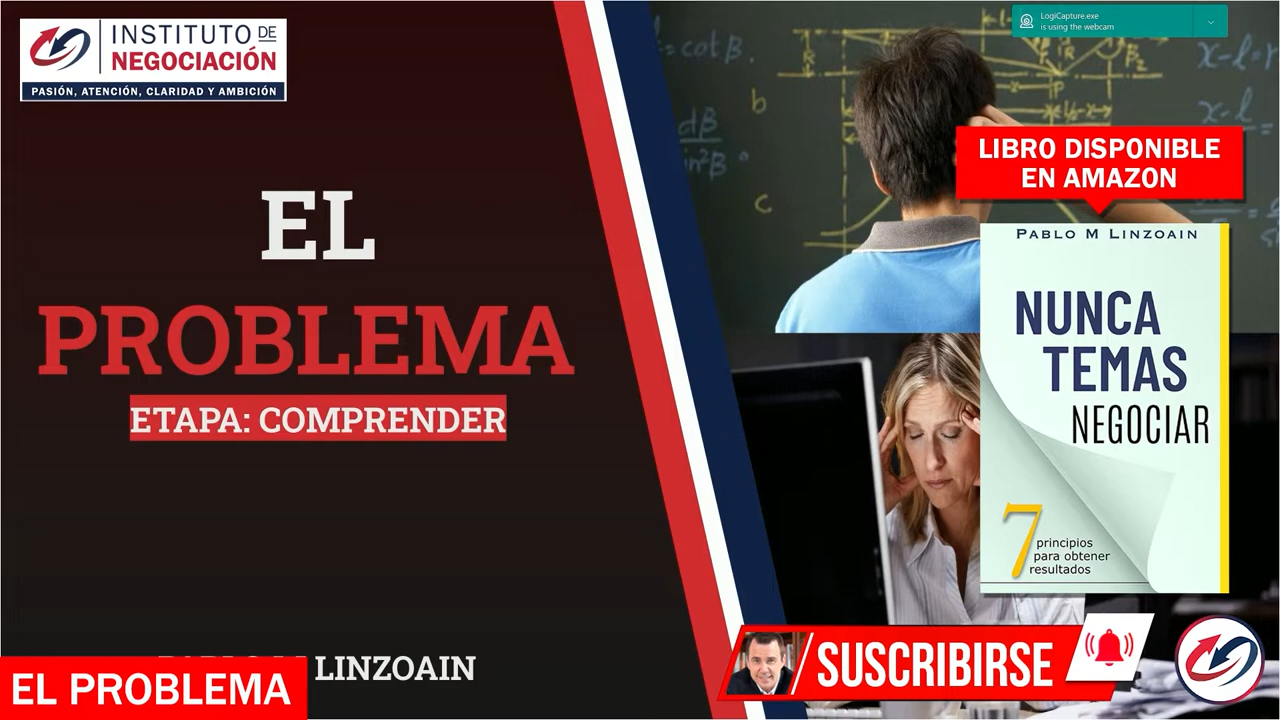 INSTITUTO DE
NEGOCIACIÓN
PASIÓN, ATENCIÓN, CLARIDAD Y AMBICIÓN
LogiCapture.exe
is using the webcam
EL
PROBLEMA
ETAPA: COMPRENDER
LINZOAIN
EL PROBLEMA
LIBRO DISPONIBLE
EN AMAZON
PABLO M LINZOAIN
NUNCA
TEMAS
NEGOCIAR
7 principios
para obtener
resultados
SUSCRIBIRSE